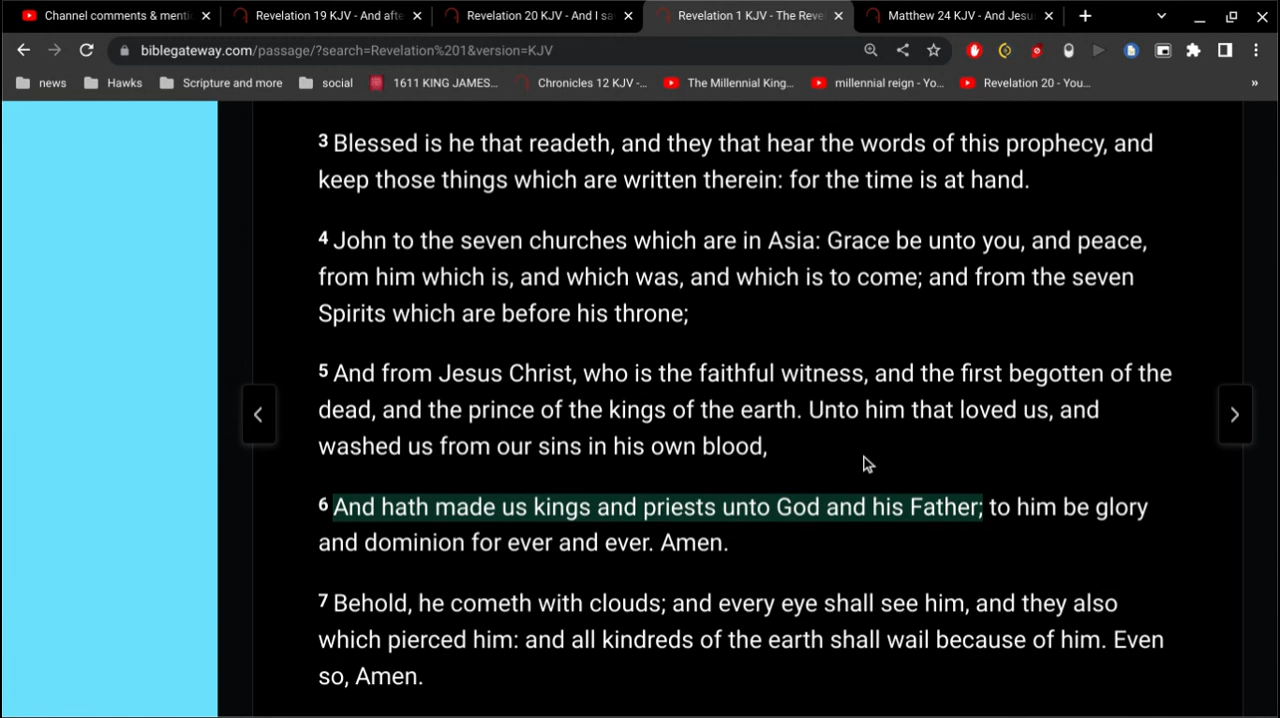 Channel comments & menti
Revelation 19 KJV - And afte
Revelation 20 KJV - And I sa
Revelation 1 KJV - The Reve
Matthew 24 KJV - And Jesu
biblegateway.com/passage/?search=Revelation%201&version=KJV
news
Hawks
Scripture and more
social
1611 KING JAMES...
Chronicles 12 KJV -...
The Millennial King...
millennial reign - Yo...
Revelation 20 - You...
3 Blessed is he that readeth, and they that hear the words of this prophecy, and
keep those things which are written therein: for the time is at hand.
4 John to the seven churches which are in Asia: Grace be unto you, and peace,
from him which is, and which was, and which is to come; and from the seven
Spirits which are before his throne;
5 And from Jesus Christ, who is the faithful witness, and the first begotten of the
dead, and the prince of the kings of the earth. Unto him that loved us, and
washed us from our sins in his own blood,
6 And hath made us kings and priests unto God and his Father; to him be glory
and dominion for ever and ever. Amen.
7 Behold, he cometh with clouds; and every eye shall see him, and they also
which pierced him: and all kindreds of the earth shall wail because of him. Even
so, Amen.